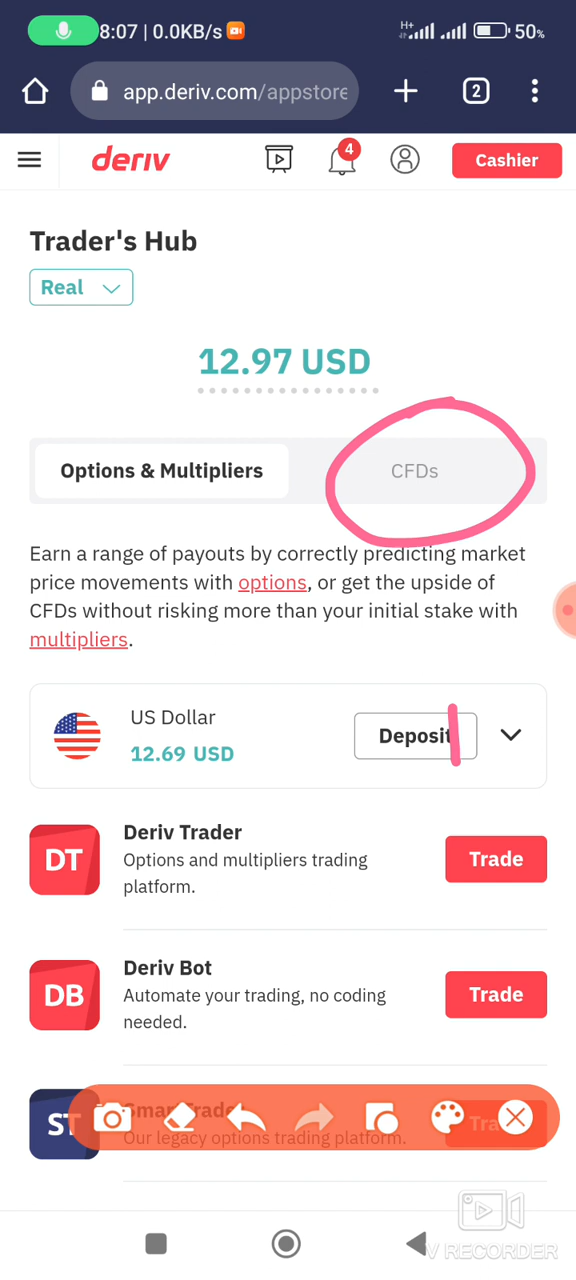 8:07 | 0.0KB/s H+ 50%
app.deriv.com/appstore 2
deriv 4 Cashier
Trader's Hub
Real
12.97 USD
Options & Multipliers CFDs
Earn a range of payouts by correctly predicting market
price movements with options, or get the upside of
CFDs without risking more than your initial stake with
multipliers.
US Dollar
12.69 USD
Deposit
DT
Deriv Trader
Options and multipliers trading
platform.
Trade
DB
Deriv Bot
Automate your trading, no coding
needed.
Trade
ST
SmartTrader
Our legacy options trading platform.
Trade
V RECORDER